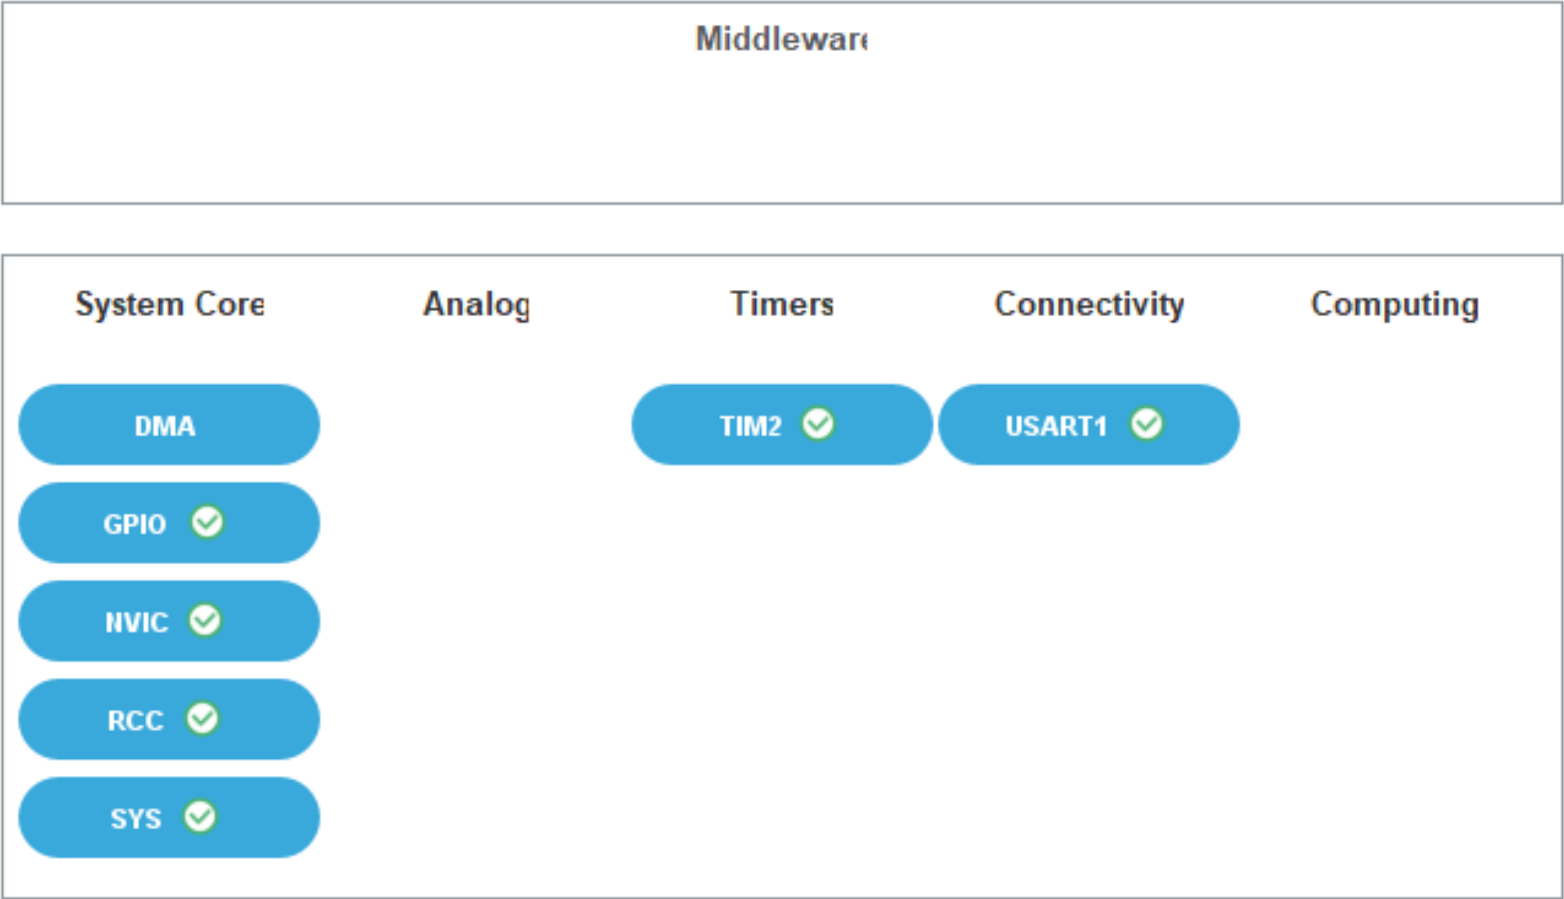 Middleware
System Core Analog Timers Connectivity Computing
DMA TIM2 USART1
GPIO
NVIC
RCC
SYS